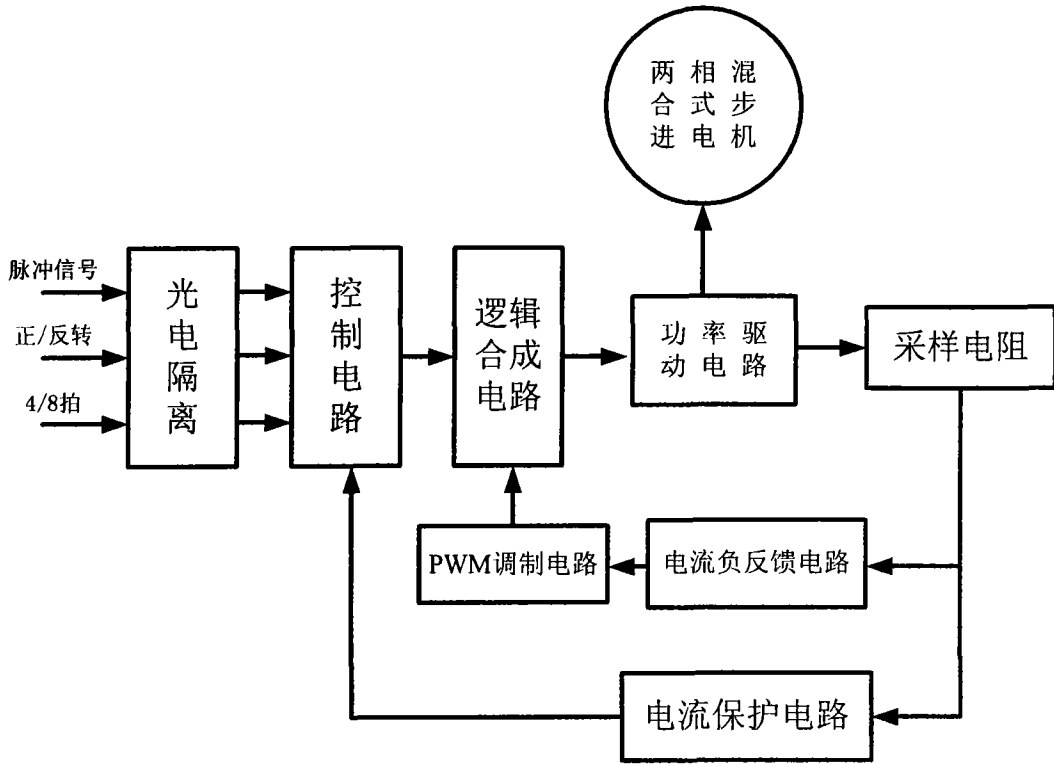 两相混
合式步
进电机
脉冲信号
正/反转
4/8拍
光
电
隔
离
控
制
电
路
逻辑
合成
电路
功率驱
动电路
采样电阻
PWM调制电路
电流负反馈电路
电流保护电路